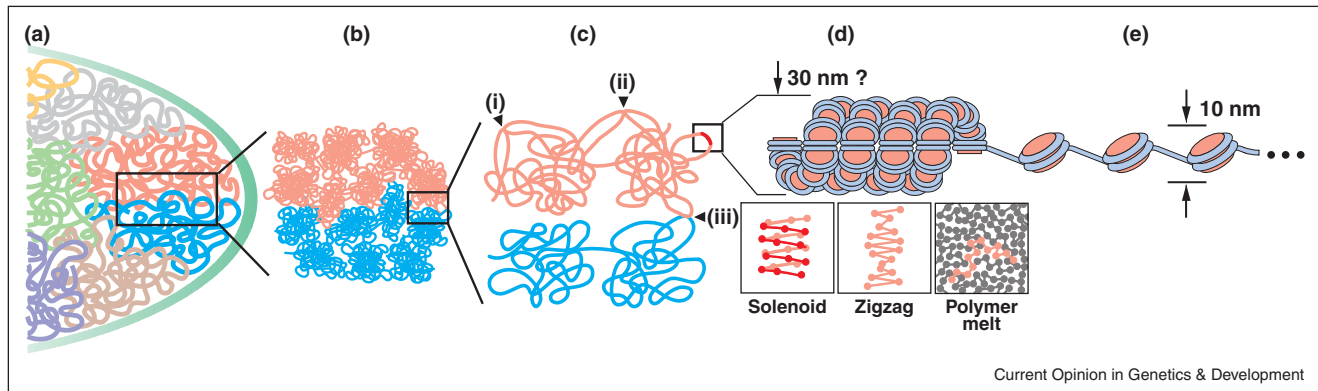 (a)
(b)
(c)
(d)
(e)
30 nm ?
(i)
(ii)
10 nm
(iii)
Solenoid
Zigzag
Polymer
melt
Current Opinion in Genetics & Development